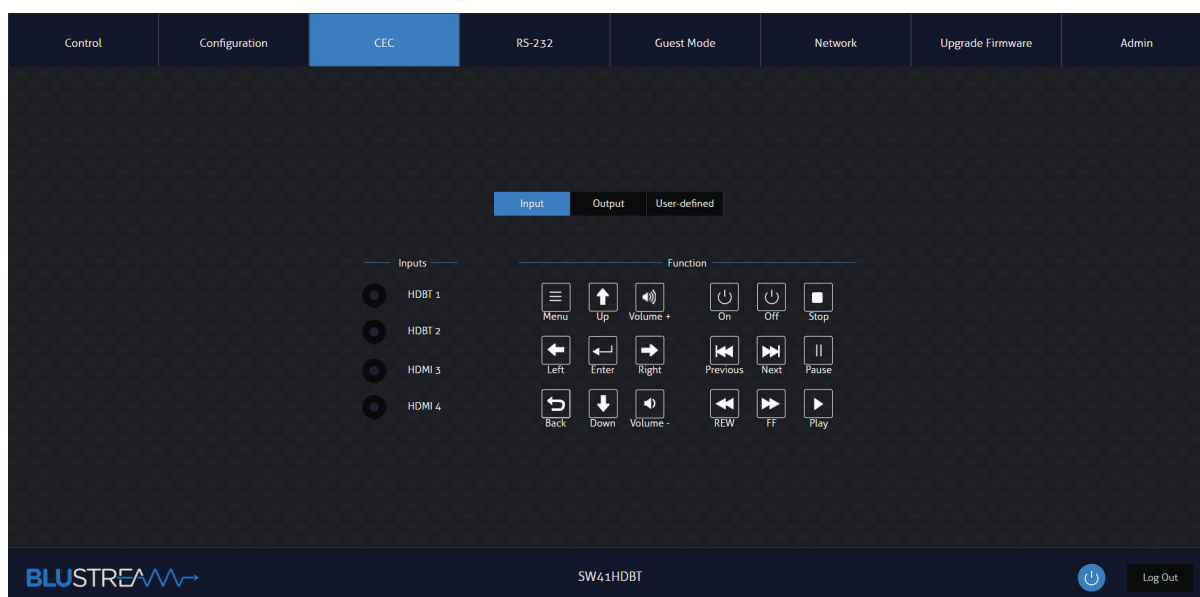 Control Configuration CEC RS-232 Guest Mode Network Upgrade Firmware Admin
Input Output User-defined
Inputs Function
HDBT 1
HDBT 2
HDMI 3
HDMI 4
Menu Up Volume + On Off Stop
Left Enter Right Previous Next Pause
Back Down Volume - REW FF Play
BLUSTREAM SW41HDBT Log Out